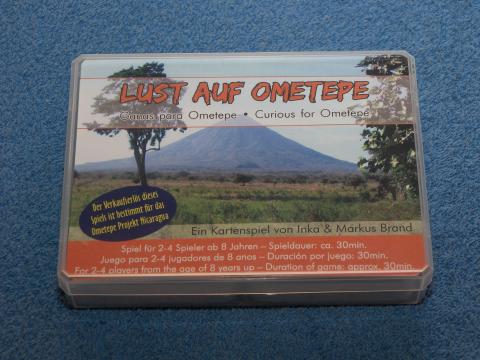 LUST AUF OMETEPE
Ganas para Ometepe • Curious for Ometepe
Der Verkaufserlös dieses
Spiels ist bestimmt für das
Ometepe Projekt Nicaragua
Ein Kartenspiel von Inka & Markus Brand
Spiel für 2-4 Spieler ab 8 Jahren – Spieldauer: ca. 30min.
Juego para 2-4 jugadores de 8 anos – Duración por juego: 30min.
For 2-4 players from the age of 8 years up – Duration of game: approx. 30min.